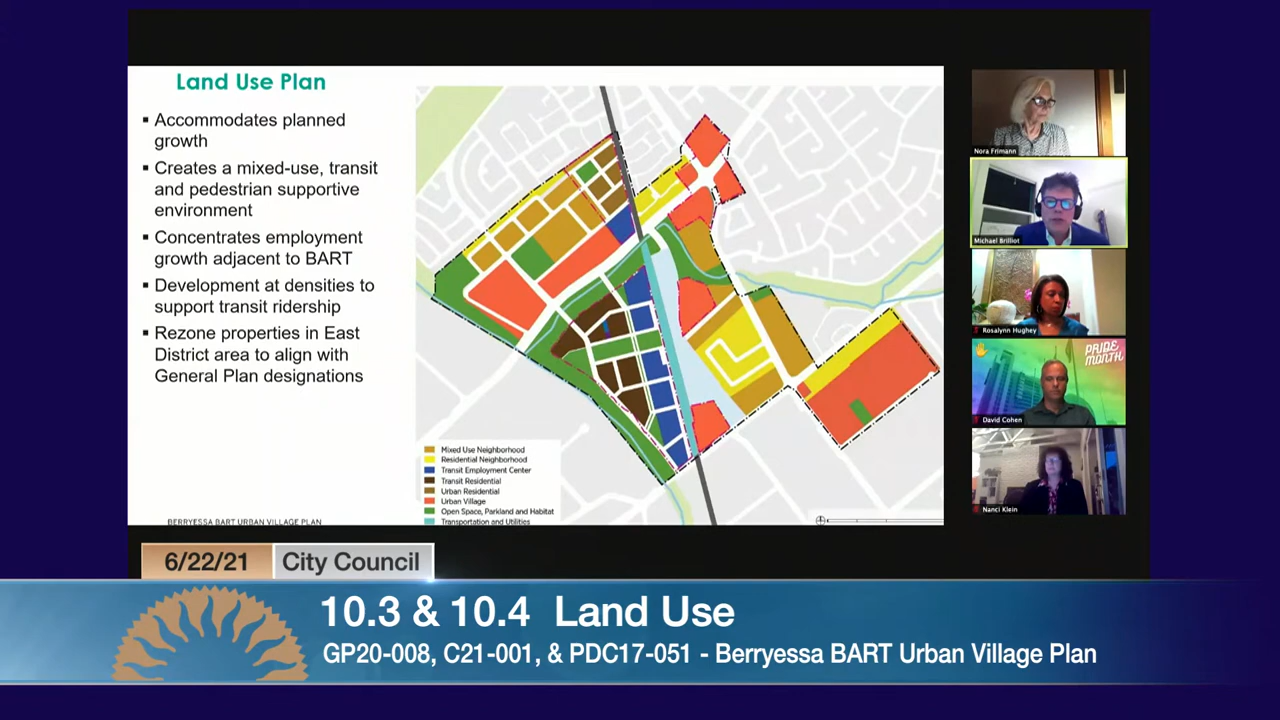 Land Use Plan
▪ Accommodates planned
growth
▪ Creates a mixed-use, transit
and pedestrian supportive
environment
▪ Concentrates employment
growth adjacent to BART
▪ Development at densities to
support transit ridership
▪ Rezone properties in East
District area to align with
General Plan designations
BERRYESSA BART URBAN VILLAGE PLAN
Mixed Use Neighborhood
Residential Neighborhood
Transit Employment Center
Transit Residential
Urban Residential
Urban Village
Open Space, Parkland and Habitat
Transportation and Utilities
Nora Frimann
Michael Brilliot
Rosalynn Hughey
PRIDE
MONTH
David Cohen
Nanci Klein
6/22/21 City Council
10.3 & 10.4 Land Use
GP20-008, C21-001, & PDC17-051 - Berryessa BART Urban Village Plan